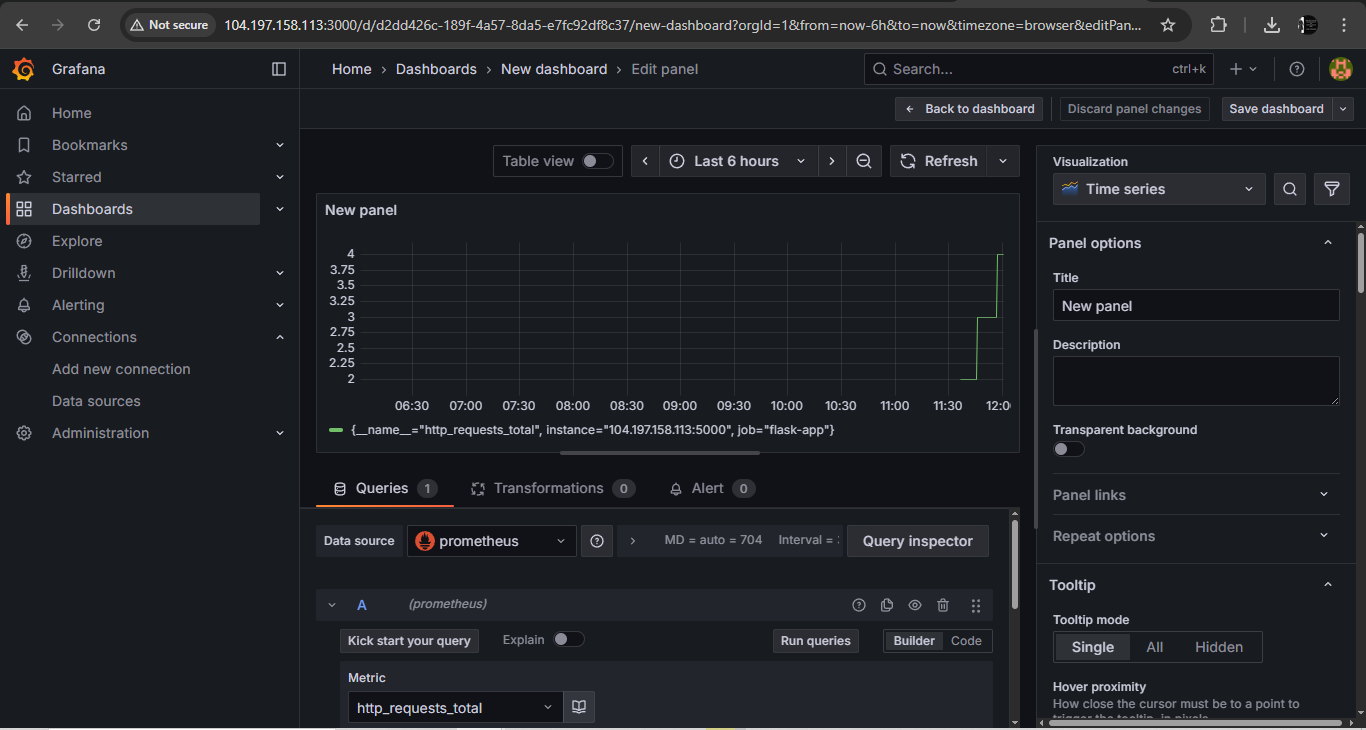 Not secure 104.197.158.113:3000/d/d2dd426c-189f-4a57-8da5-e7fc92df8c37/new-dashboard?orgId=1&from=now-6h&to=now&timezone=browser&editPan...
Grafana
Home › Dashboards › New dashboard › Edit panel
Search... ctrl+k
Back to dashboard
Discard panel changes
Save dashboard
Home
Bookmarks
Starred
Dashboards
Explore
Drilldown
Alerting
Connections
Add new connection
Data sources
Administration
Table view
Last 6 hours
Refresh
New panel
4
3.75
3.5
3.25
3
2.75
2.5
2.25
2
06:30 07:00 07:30 08:00 08:30 09:00 09:30 10:00 10:30 11:00 11:30 12:0
{__name__="http_requests_total", instance="104.197.158.113:5000", job="flask-app"}
Queries 1 Transformations 0 Alert 0
Data source prometheus MD = auto = 704 Interval = Query inspector
A (prometheus)
Kick start your query Explain Run queries Builder Code
Metric
http_requests_total
Visualization
Time series
Panel options
Title
New panel
Description
Transparent background
Panel links
Repeat options
Tooltip
Tooltip mode
Single All Hidden
Hover proximity
How close the cursor must be to a point to
trigger the tooltip, in pixels